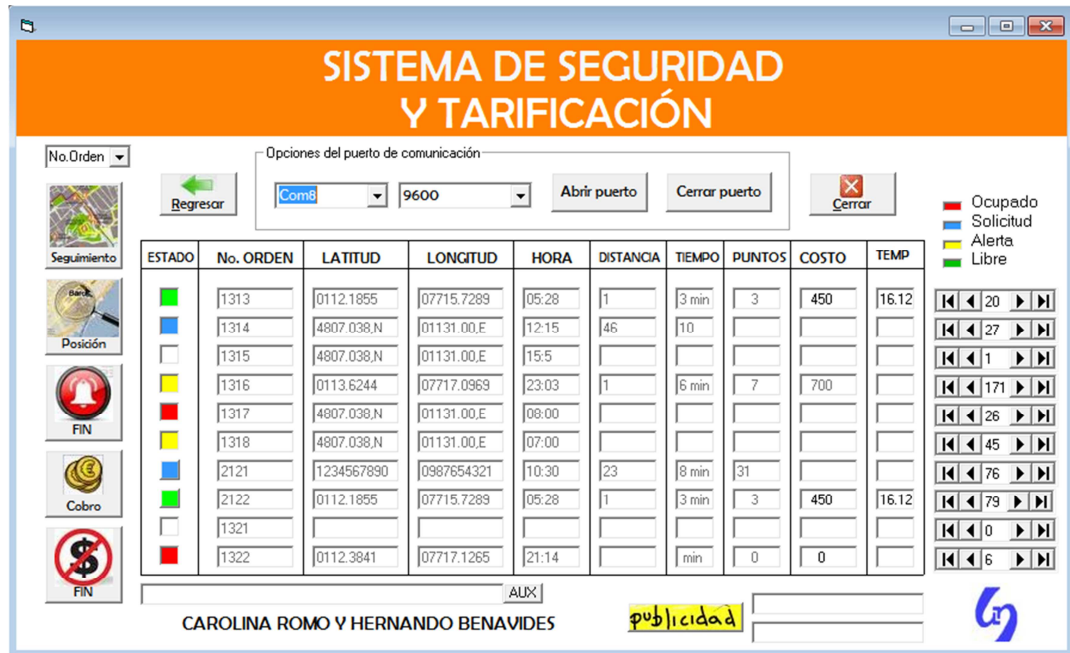 SISTEMA DE SEGURIDAD
Y TARIFICACIÓN
No.Orden
Opciones del puerto de comunicación
Regresar
Com8
9600
Abrir puerto
Cerrar puerto
Cerrar
Ocupado
Solicitud
Alerta
Libre
Seguimiento
Posición
FIN
Cobro
FIN
ESTADO No. ORDEN LATITUD LONGITUD HORA DISTANCIA TIEMPO PUNTOS COSTO TEMP
1313 0112.1855 07715.7289 05:28 1 3 min 3 450 16.12 20
1314 4807.038,N 01131.00,E 12:15 46 10 27
1315 4807.038,N 01131.00,E 15:5 1
1316 0113.6244 07717.0969 23:03 1 6 min 7 700 171
1317 4807.038,N 01131.00,E 08:00 26
1318 4807.038,N 01131.00,E 07:00 45
2121 1234567890 0987654321 10:30 23 8 min 31 76
2122 0112.1855 07715.7289 05:28 1 3 min 3 450 16.12 79
1321 0
1322 0112.3841 07717.1265 21:14 min 0 0 6
AUX
CAROLINA ROMO Y HERNANDO BENAVIDES
publicidad